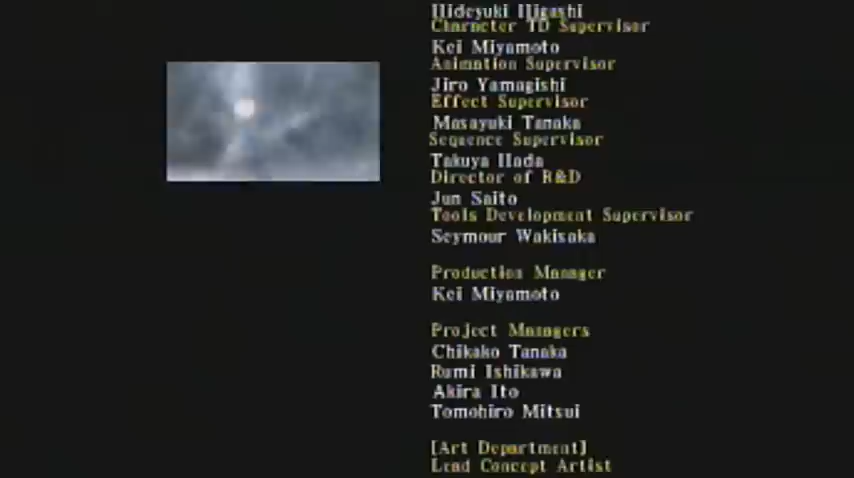 Hideyuki Higashi
Character TD Supervisor
Kei Miyamoto
Animation Supervisor
Jiro Yamagishi
Effect Supervisor
Masayuki Tanaka
Sequence Supervisor
Takuya Hada
Director of R&D
Jun Saito
Tools Development Supervisor
Seymour Wakisaka
Production Manager
Kei Miyamoto
Project Managers
Chikako Tanaka
Rumi Ishikawa
Akira Ito
Tomohiro Mitsui
[Art Department]
Lead Concept Artist